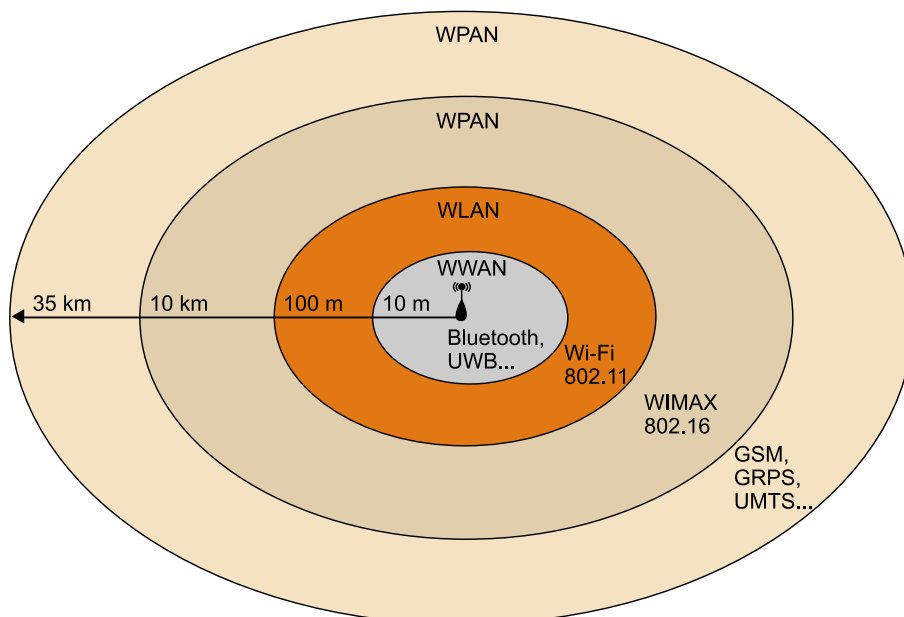 WPAN
WPAN
WLAN
WWAN
35 km
10 km
100 m
10 m
Bluetooth,
UWB...
Wi-Fi
802.11
WIMAX
802.16
GSM,
GRPS,
UMTS...